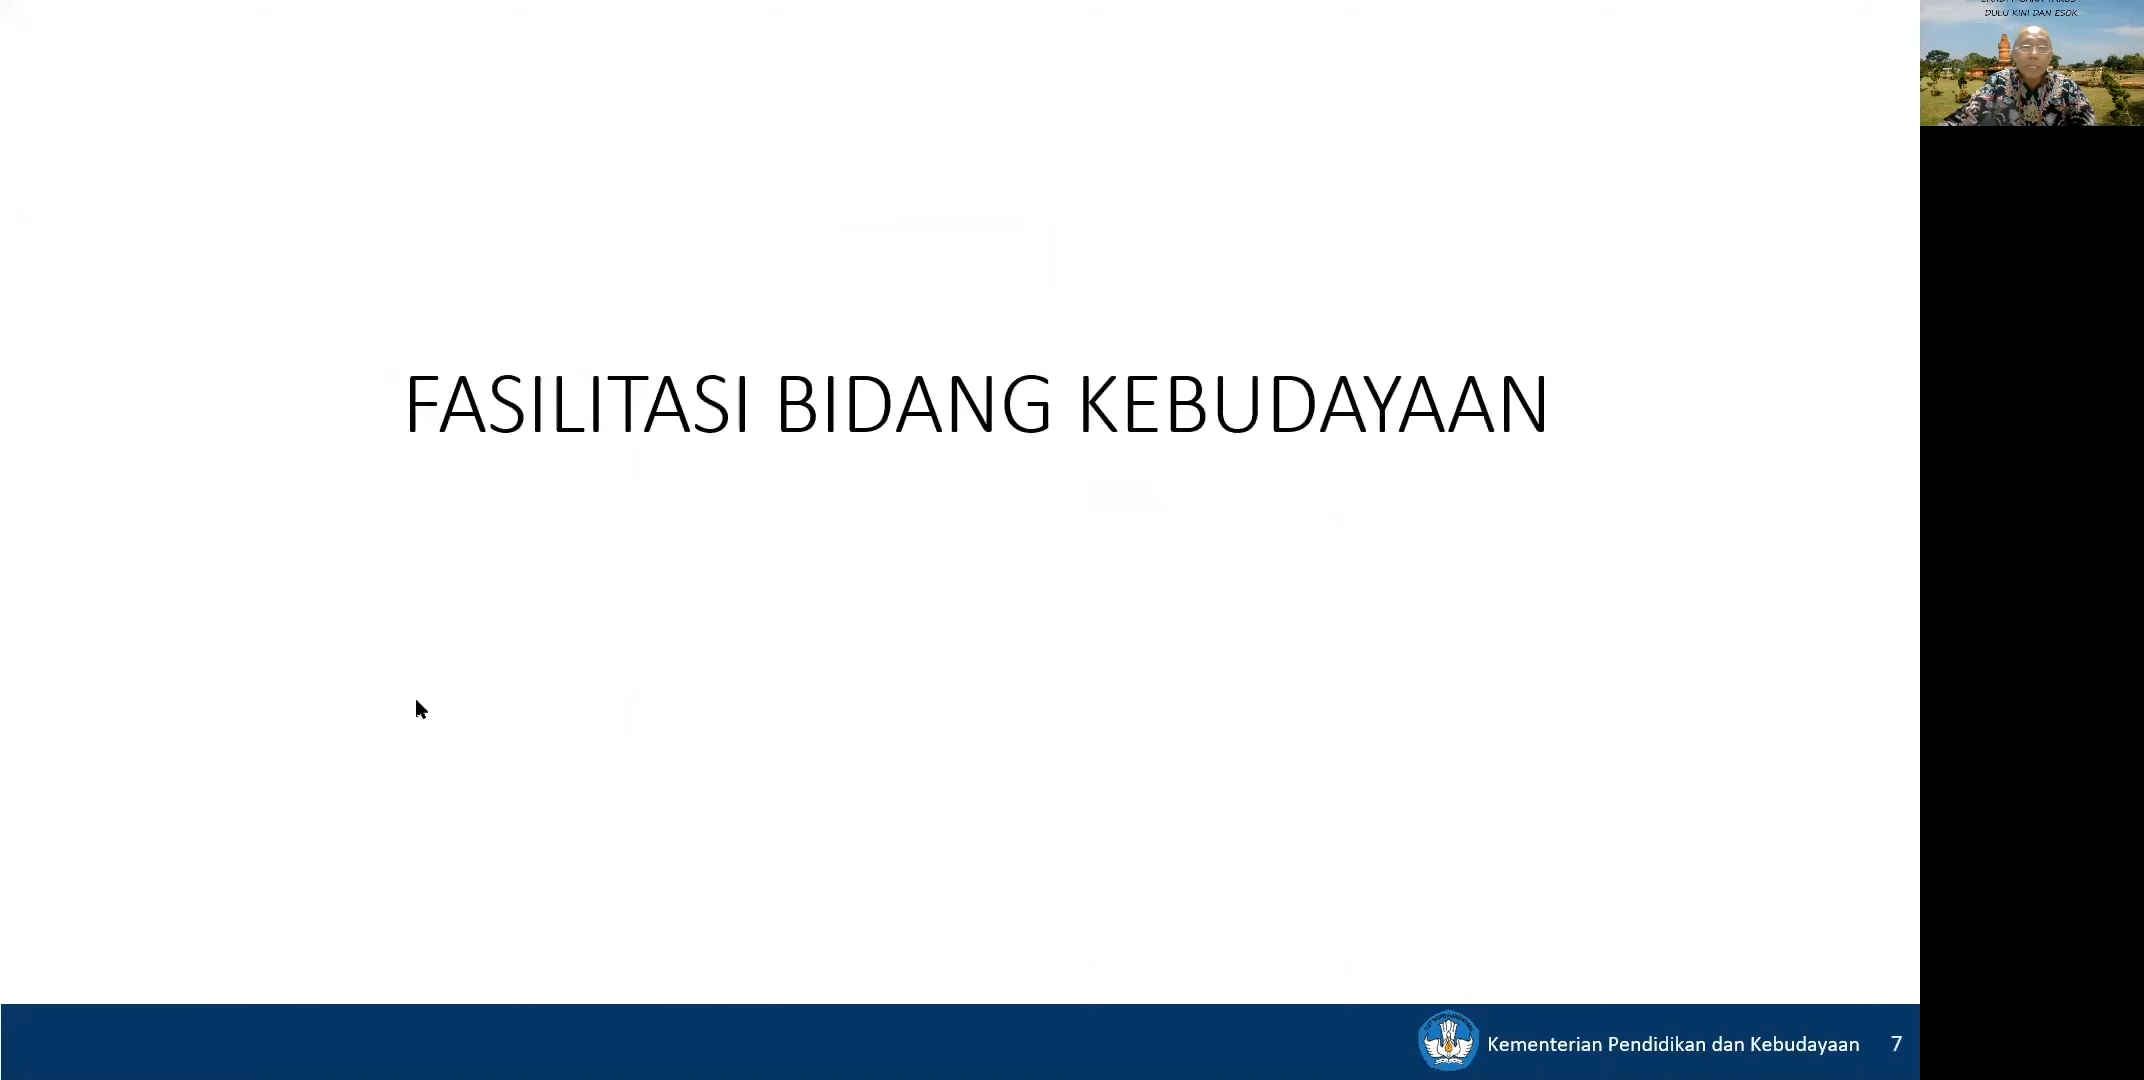 DULU KINI DAN ESOK
FASILITASI BIDANG KEBUDAYAAN
Kementerian Pendidikan dan Kebudayaan 7